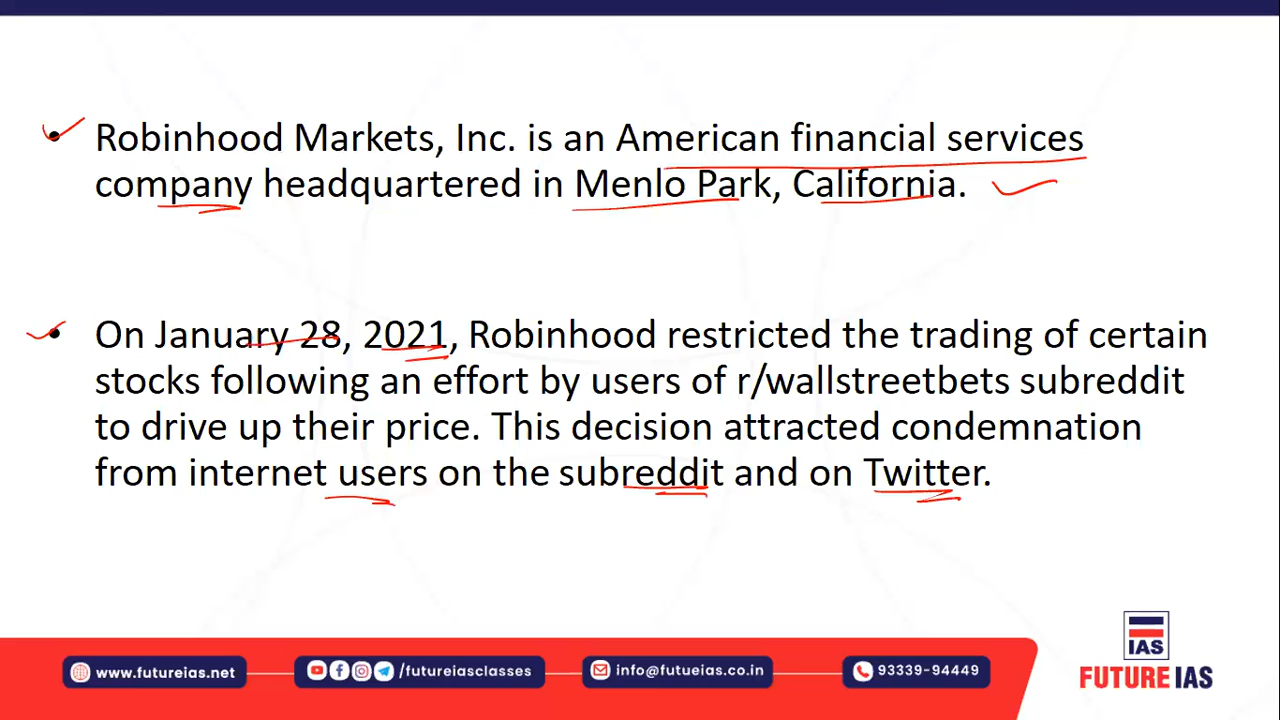 • Robinhood Markets, Inc. is an American financial services
company headquartered in Menlo Park, California.
• On January 28, 2021, Robinhood restricted the trading of certain
stocks following an effort by users of r/wallstreetbets subreddit
to drive up their price. This decision attracted condemnation
from internet users on the subreddit and on Twitter.
www.futureias.net
/futureiasclasses
info@futueias.co.in
93339-94449
IAS
FUTURE IAS